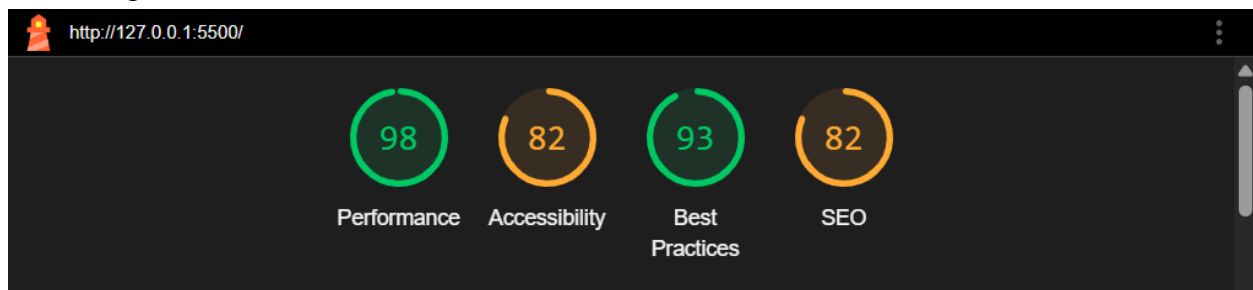 http://127.0.0.1:5500/
98 82 93 82
Performance Accessibility Best Practices SEO